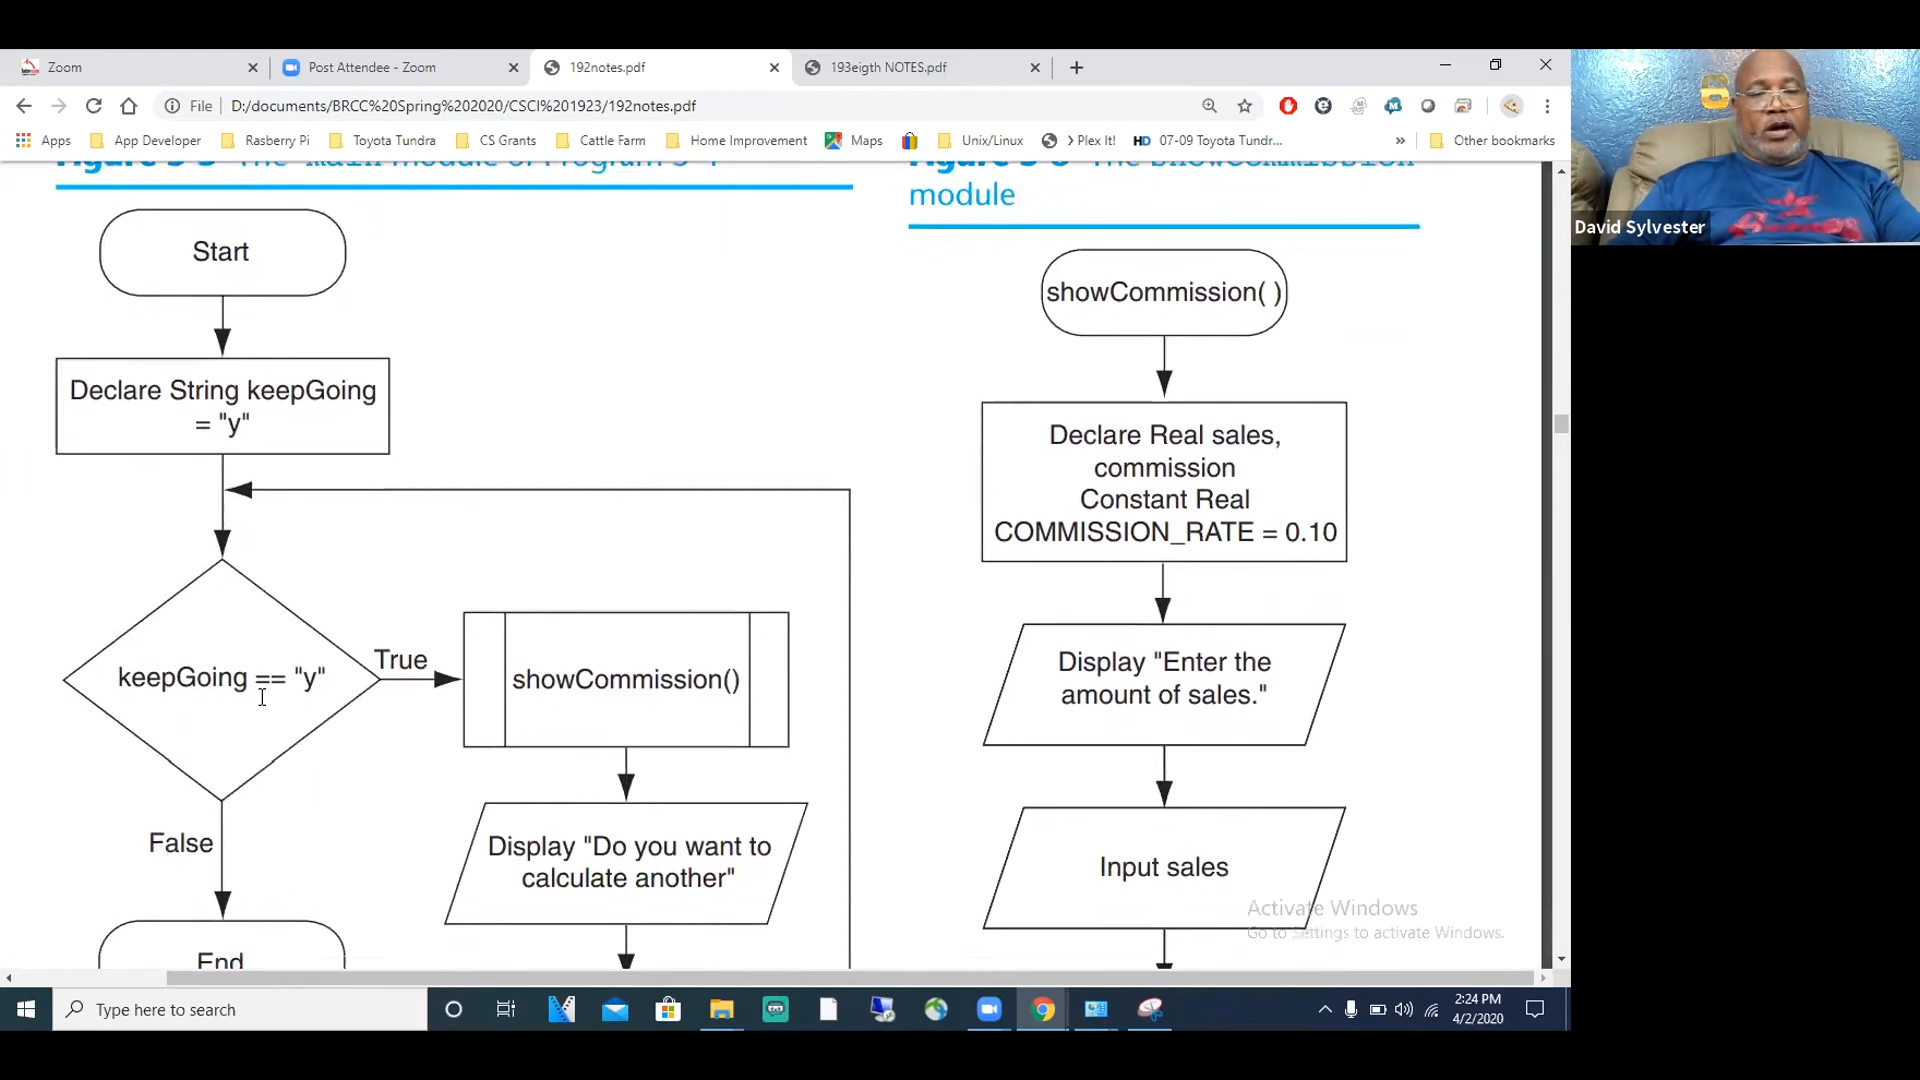 Zoom
Post Attendee - Zoom
192notes.pdf
193eigth NOTES.pdf
File
D:/documents/BRCC%20Spring%202020/CSCI%201923/192notes.pdf
Apps
App Developer
Rasberry Pi
Toyota Tundra
CS Grants
Cattle Farm
Home Improvement
Maps
Unix/Linux
> Plex It!
HD 07-09 Toyota Tundr...
»
Other bookmarks
module
Start
Declare String keepGoing
= "y"
keepGoing == "y"
True
False
End
showCommission()
Display "Do you want to
calculate another"
showCommission( )
Declare Real sales,
commission
Constant Real
COMMISSION_RATE = 0.10
Display "Enter the
amount of sales."
Input sales
Activate Windows
Go to Settings to activate Windows.
David Sylvester
Type here to search
2:24 PM
4/2/2020